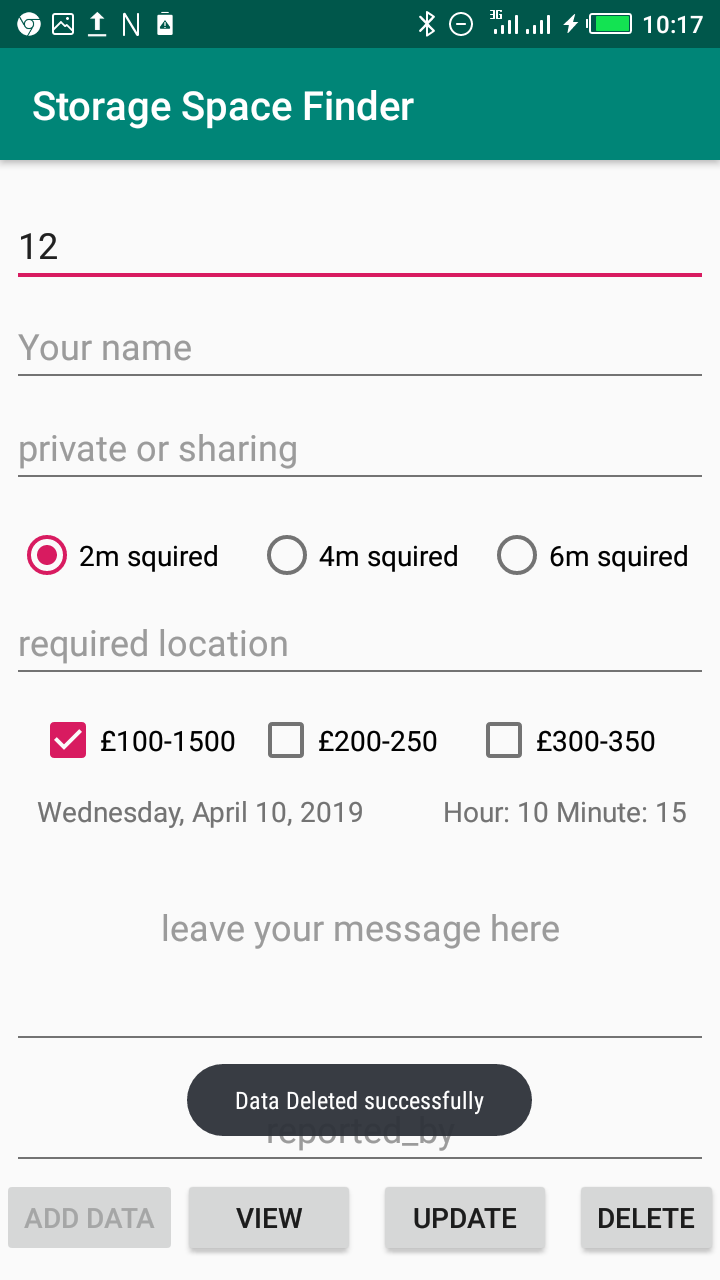 3G 10:17
Storage Space Finder
12
Your name
private or sharing
2m squired 4m squired 6m squired
required location
£100-1500 £200-250 £300-350
Wednesday, April 10, 2019 Hour: 10 Minute: 15
leave your message here
Data Deleted successfully
reported_by
ADD DATA VIEW UPDATE DELETE